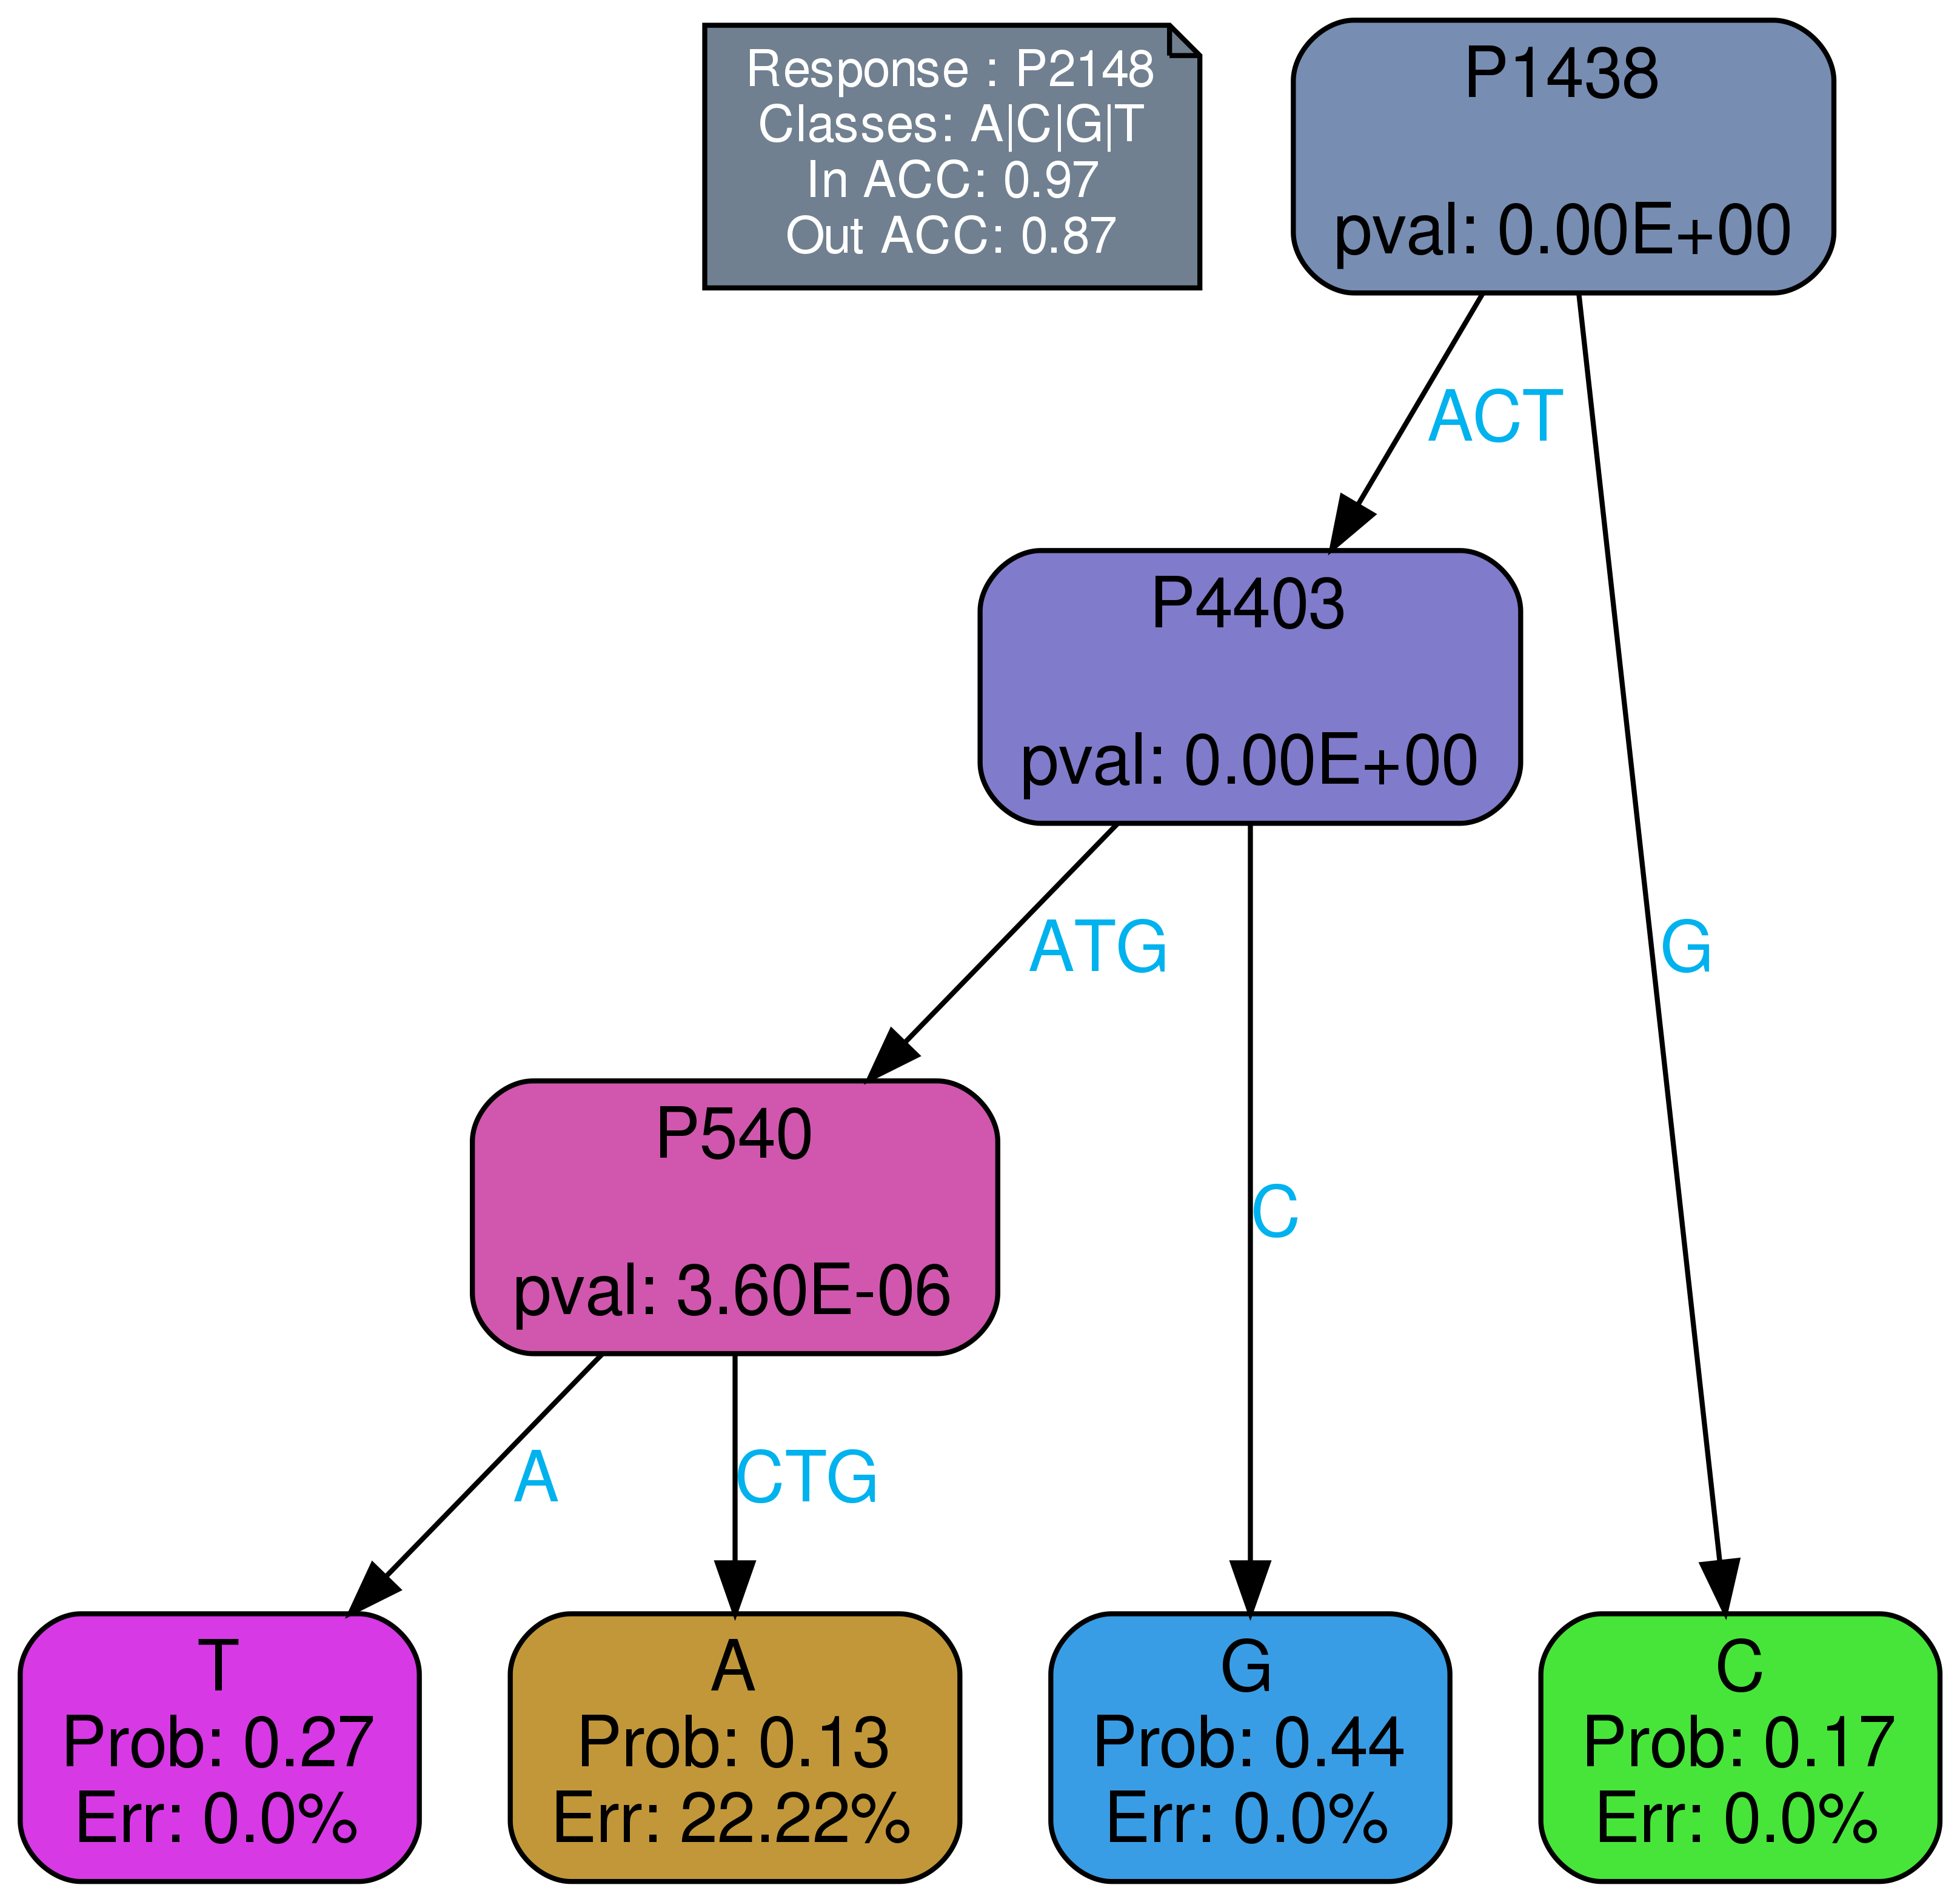 Response : P2148
Classes: A|C|G|T
In ACC: 0.97
Out ACC: 0.87
P1438
pval: 0.00E+00
ACT
P4403
pval: 0.00E+00
ATG
G
P540
pval: 3.60E-06
C
A
CTG
T
Prob: 0.27
Err: 0.0%
A
Prob: 0.13
Err: 22.22%
G
Prob: 0.44
Err: 0.0%
C
Prob: 0.17
Err: 0.0%